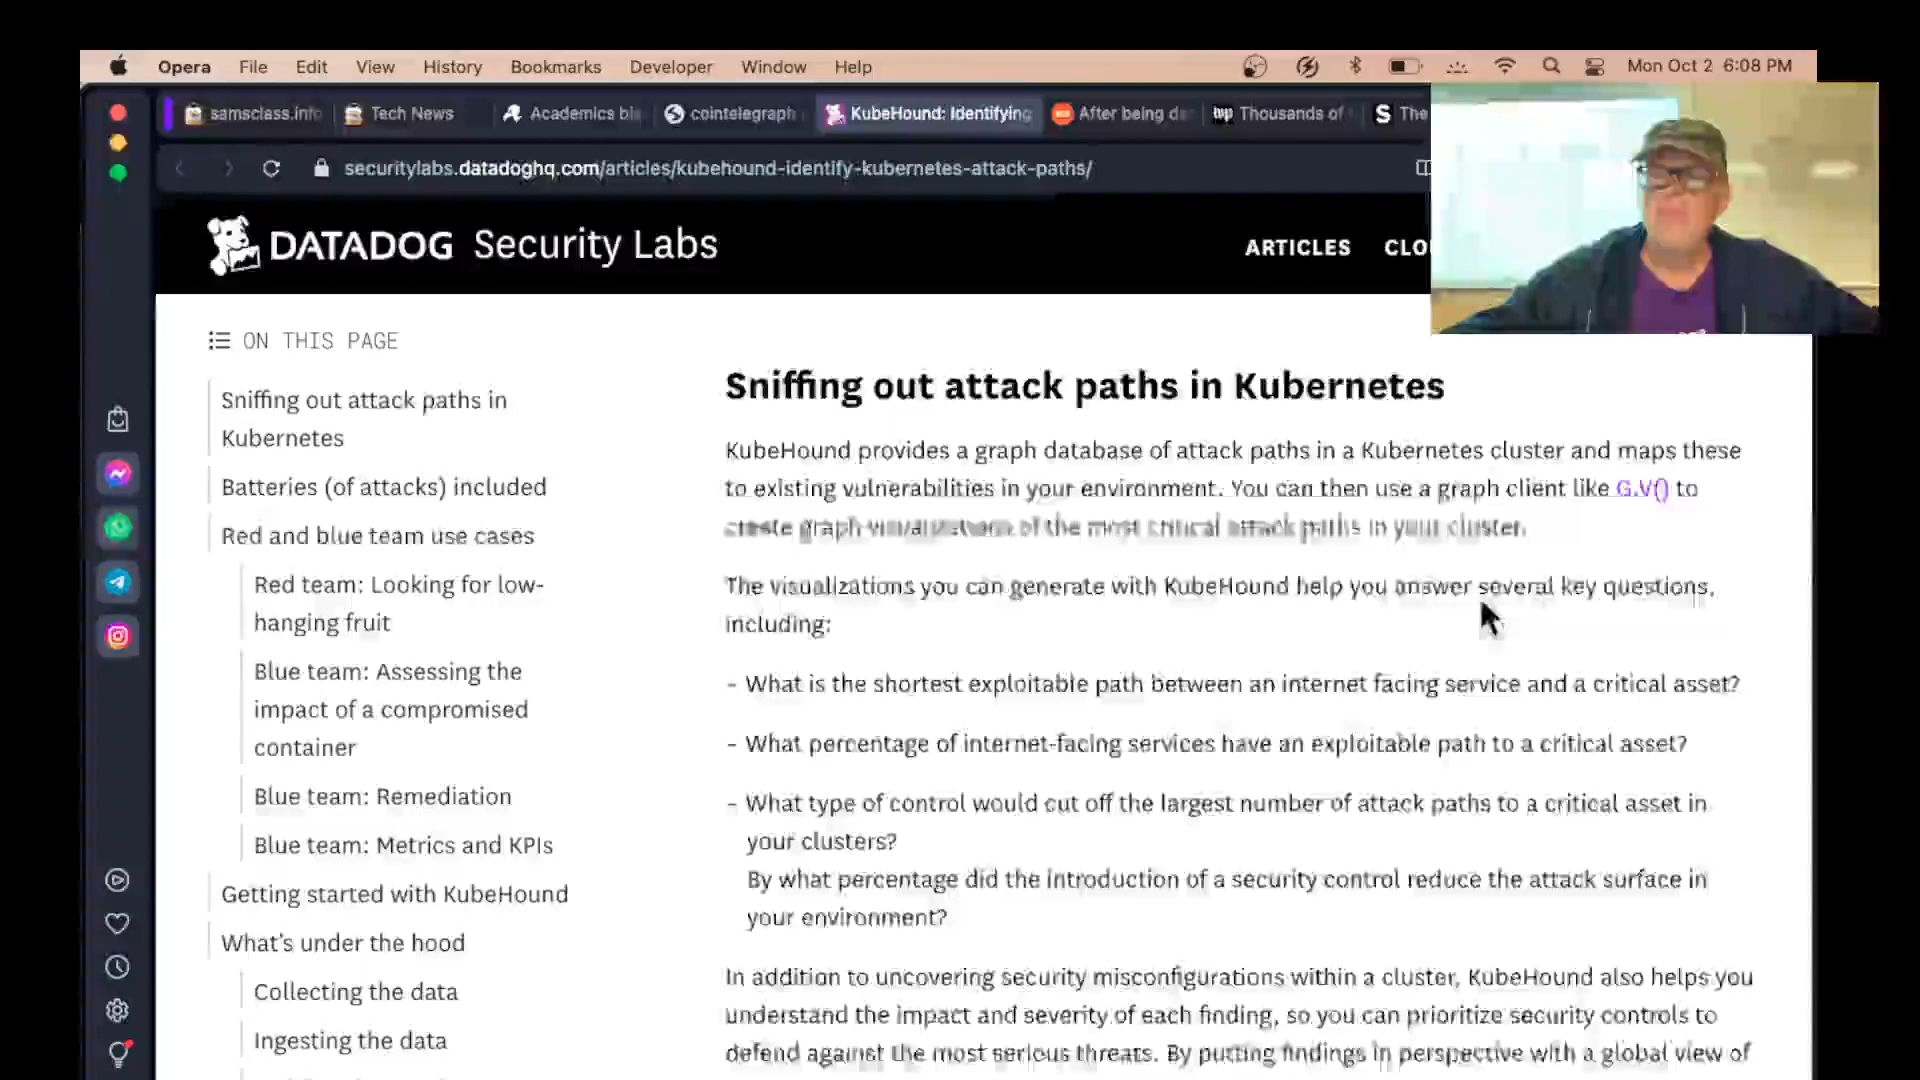 Opera File Edit View History Bookmarks Developer Window Help Mon Oct 2 6:08 PM
samsclass.info Tech News Academics bla cointelegraph KubeHound: Identifying After being d Thousands of The
securitylabs.datadoghq.com/articles/kubehound-identify-kubernetes-attack-paths/
DATADOG Security Labs ARTICLES CLO
ON THIS PAGE
Sniffing out attack paths in
Kubernetes
Batteries (of attacks) included
Red and blue team use cases
Red team: Looking for low-
hanging fruit
Blue team: Assessing the
impact of a compromised
container
Blue team: Remediation
Blue team: Metrics and KPIs
Getting started with KubeHound
What's under the hood
Collecting the data
Ingesting the data
Sniffing out attack paths in Kubernetes
KubeHound provides a graph database of attack paths in a Kubernetes cluster and maps these
to existing vulnerabilities in your environment. You can then use a graph client like G.V() to
create graph visualizations of the most critical attack paths in your cluster.
The visualizations you can generate with KubeHound help you answer several key questions,
including:
- What is the shortest exploitable path between an internet facing service and a critical asset?
- What percentage of internet-facing services have an exploitable path to a critical asset?
- What type of control would cut off the largest number of attack paths to a critical asset in
your clusters?
By what percentage did the introduction of a security control reduce the attack surface in
your environment?
In addition to uncovering security misconfigurations within a cluster, KubeHound also helps you
understand the impact and severity of each finding, so you can prioritize security controls to
defend against the most serious threats. By putting findings in perspective with a global view of